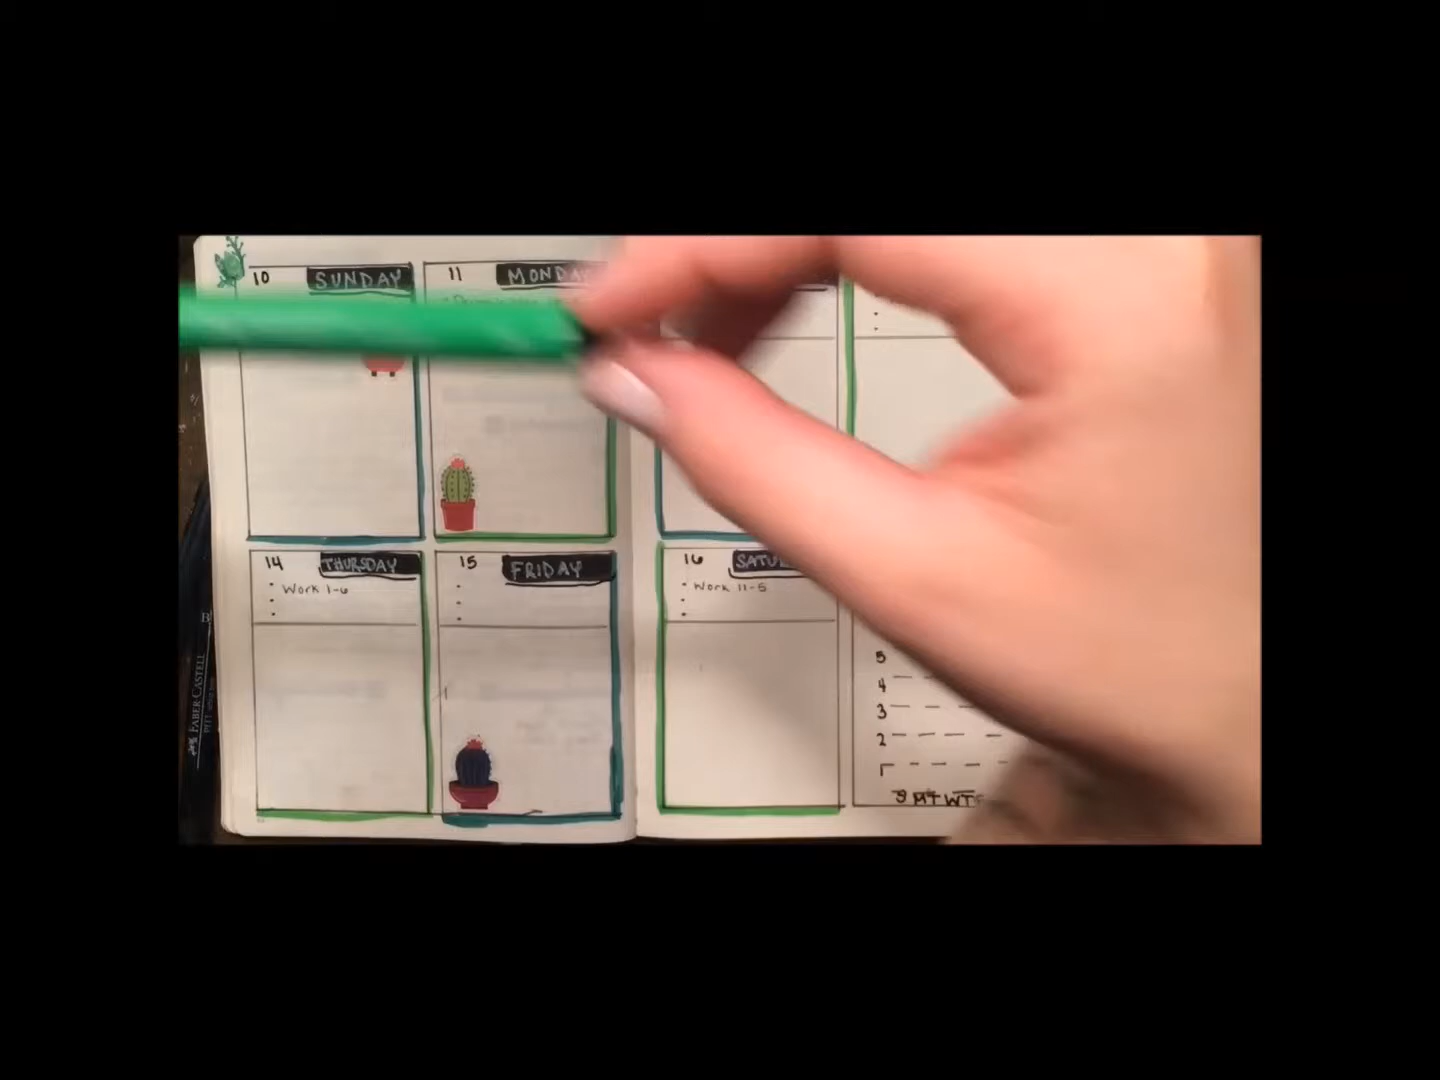 10 SUNDAY
11 MONDAY
14 THURSDAY
Work 1-6
15 FRIDAY
16
Work 11-5
5
4
3
2
1
S M T W T
FABER CASTELL